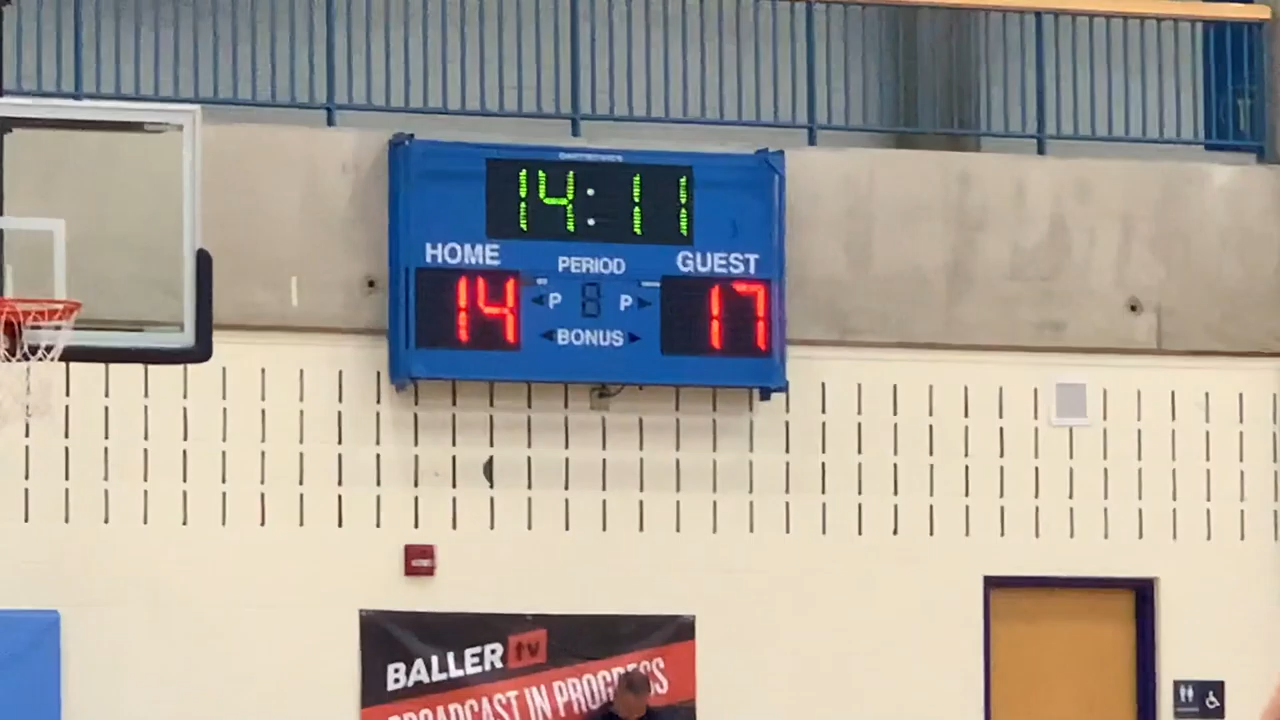 14:11
HOME PERIOD GUEST
14 P P 17
BONUS
BALLER tv
BROADCAST IN PROGRESS